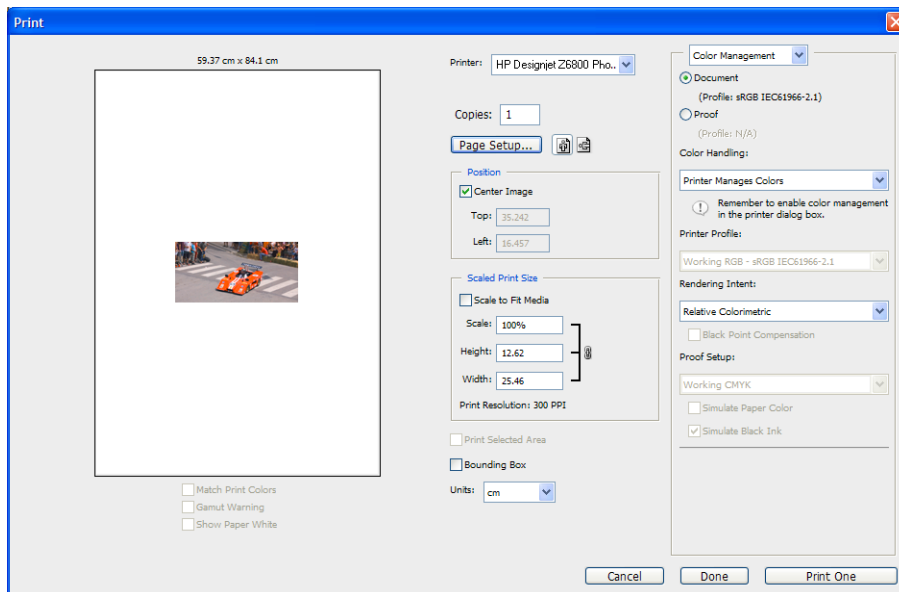 Print
59.37 cm x 84.1 cm
Match Print Colors
Gamut Warning
Show Paper White
Printer: HP Designjet Z6800 Pho..
Copies: 1
Page Setup...
Position
Center Image
Top: 35.242
Left: 16.457
Scaled Print Size
Scale to Fit Media
Scale: 100%
Height: 12.62
Width: 25.46
Print Resolution: 300 PPI
Print Selected Area
Bounding Box
Units: cm
Color Management
Document
(Profile: sRGB IEC61966-2.1)
Proof
(Profile: N/A)
Color Handling:
Printer Manages Colors
Remember to enable color management
in the printer dialog box.
Printer Profile:
Working RGB - sRGB IEC61966-2.1
Rendering Intent:
Relative Colorimetric
Black Point Compensation
Proof Setup:
Working CMYK
Simulate Paper Color
Simulate Black Ink
Cancel
Done
Print One